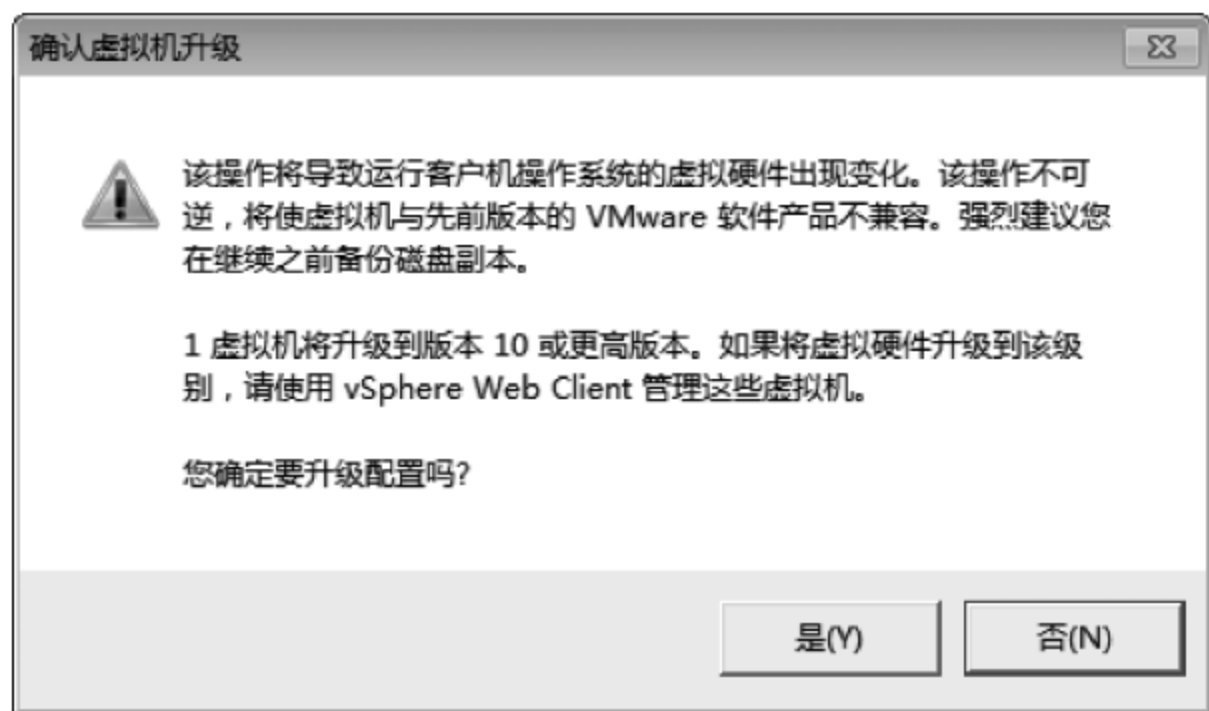 确认虚拟机升级
该操作将导致运行客户机操作系统的虚拟硬件出现变化。该操作不可
逆，将使虚拟机与先前版本的 VMware 软件产品不兼容。强烈建议您
在继续之前备份磁盘副本。
1 虚拟机将升级到版本 10 或更高版本。如果将虚拟硬件升级到该级
别，请使用 vSphere Web Client 管理这些虚拟机。
您确定要升级配置吗?
是(Y) 否(N)